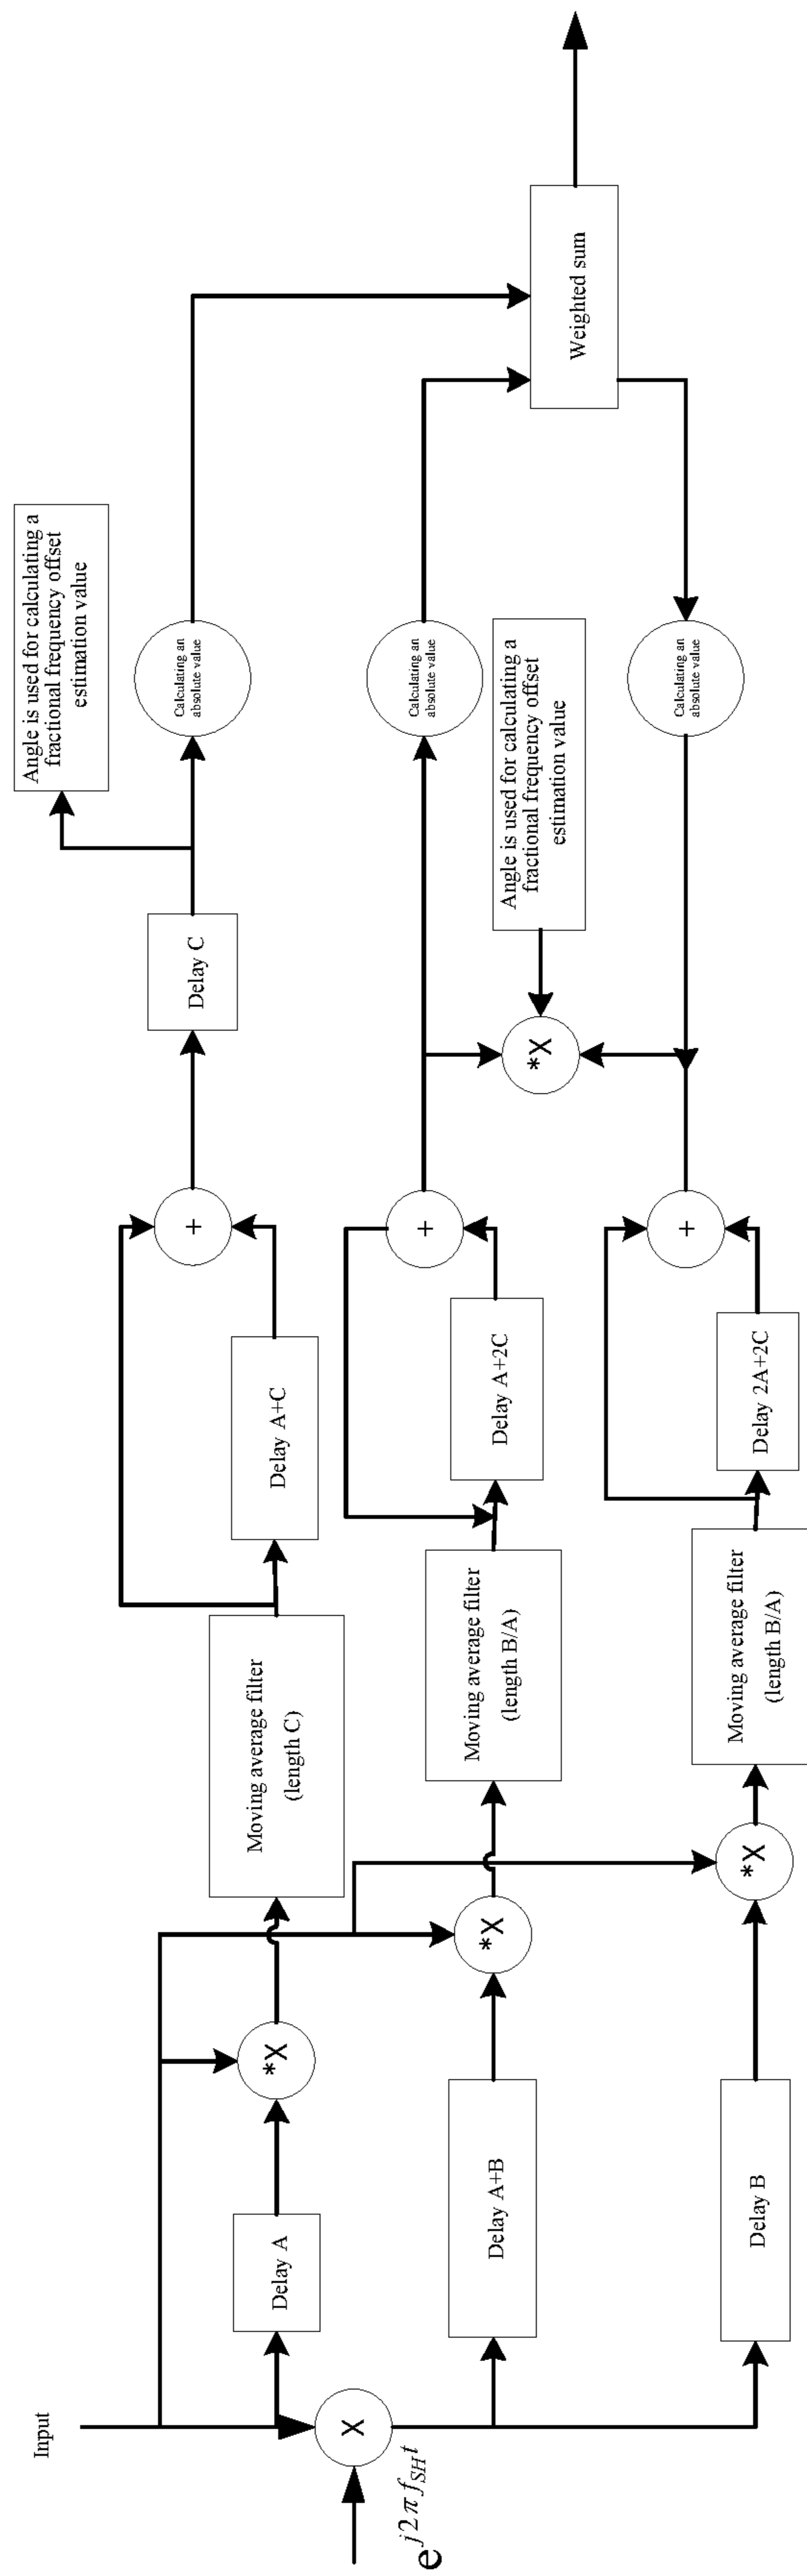 Input
e^{j2πf_{SH}t}
X
Delay A
*X
Moving average filter
(length C)
Delay A+C
+
Delay C
Angle is used for calculating a
fractional frequency offset
estimation value
Calculating an
absolute value
Delay A+B
*X
Moving average filter
(length B/A)
Delay A+2C
+
*X
Angle is used for calculating a
fractional frequency offset
estimation value
Calculating an
absolute value
Delay B
*X
Moving average filter
(length B/A)
Delay 2A+2C
+
Calculating an
absolute value
Weighted sum